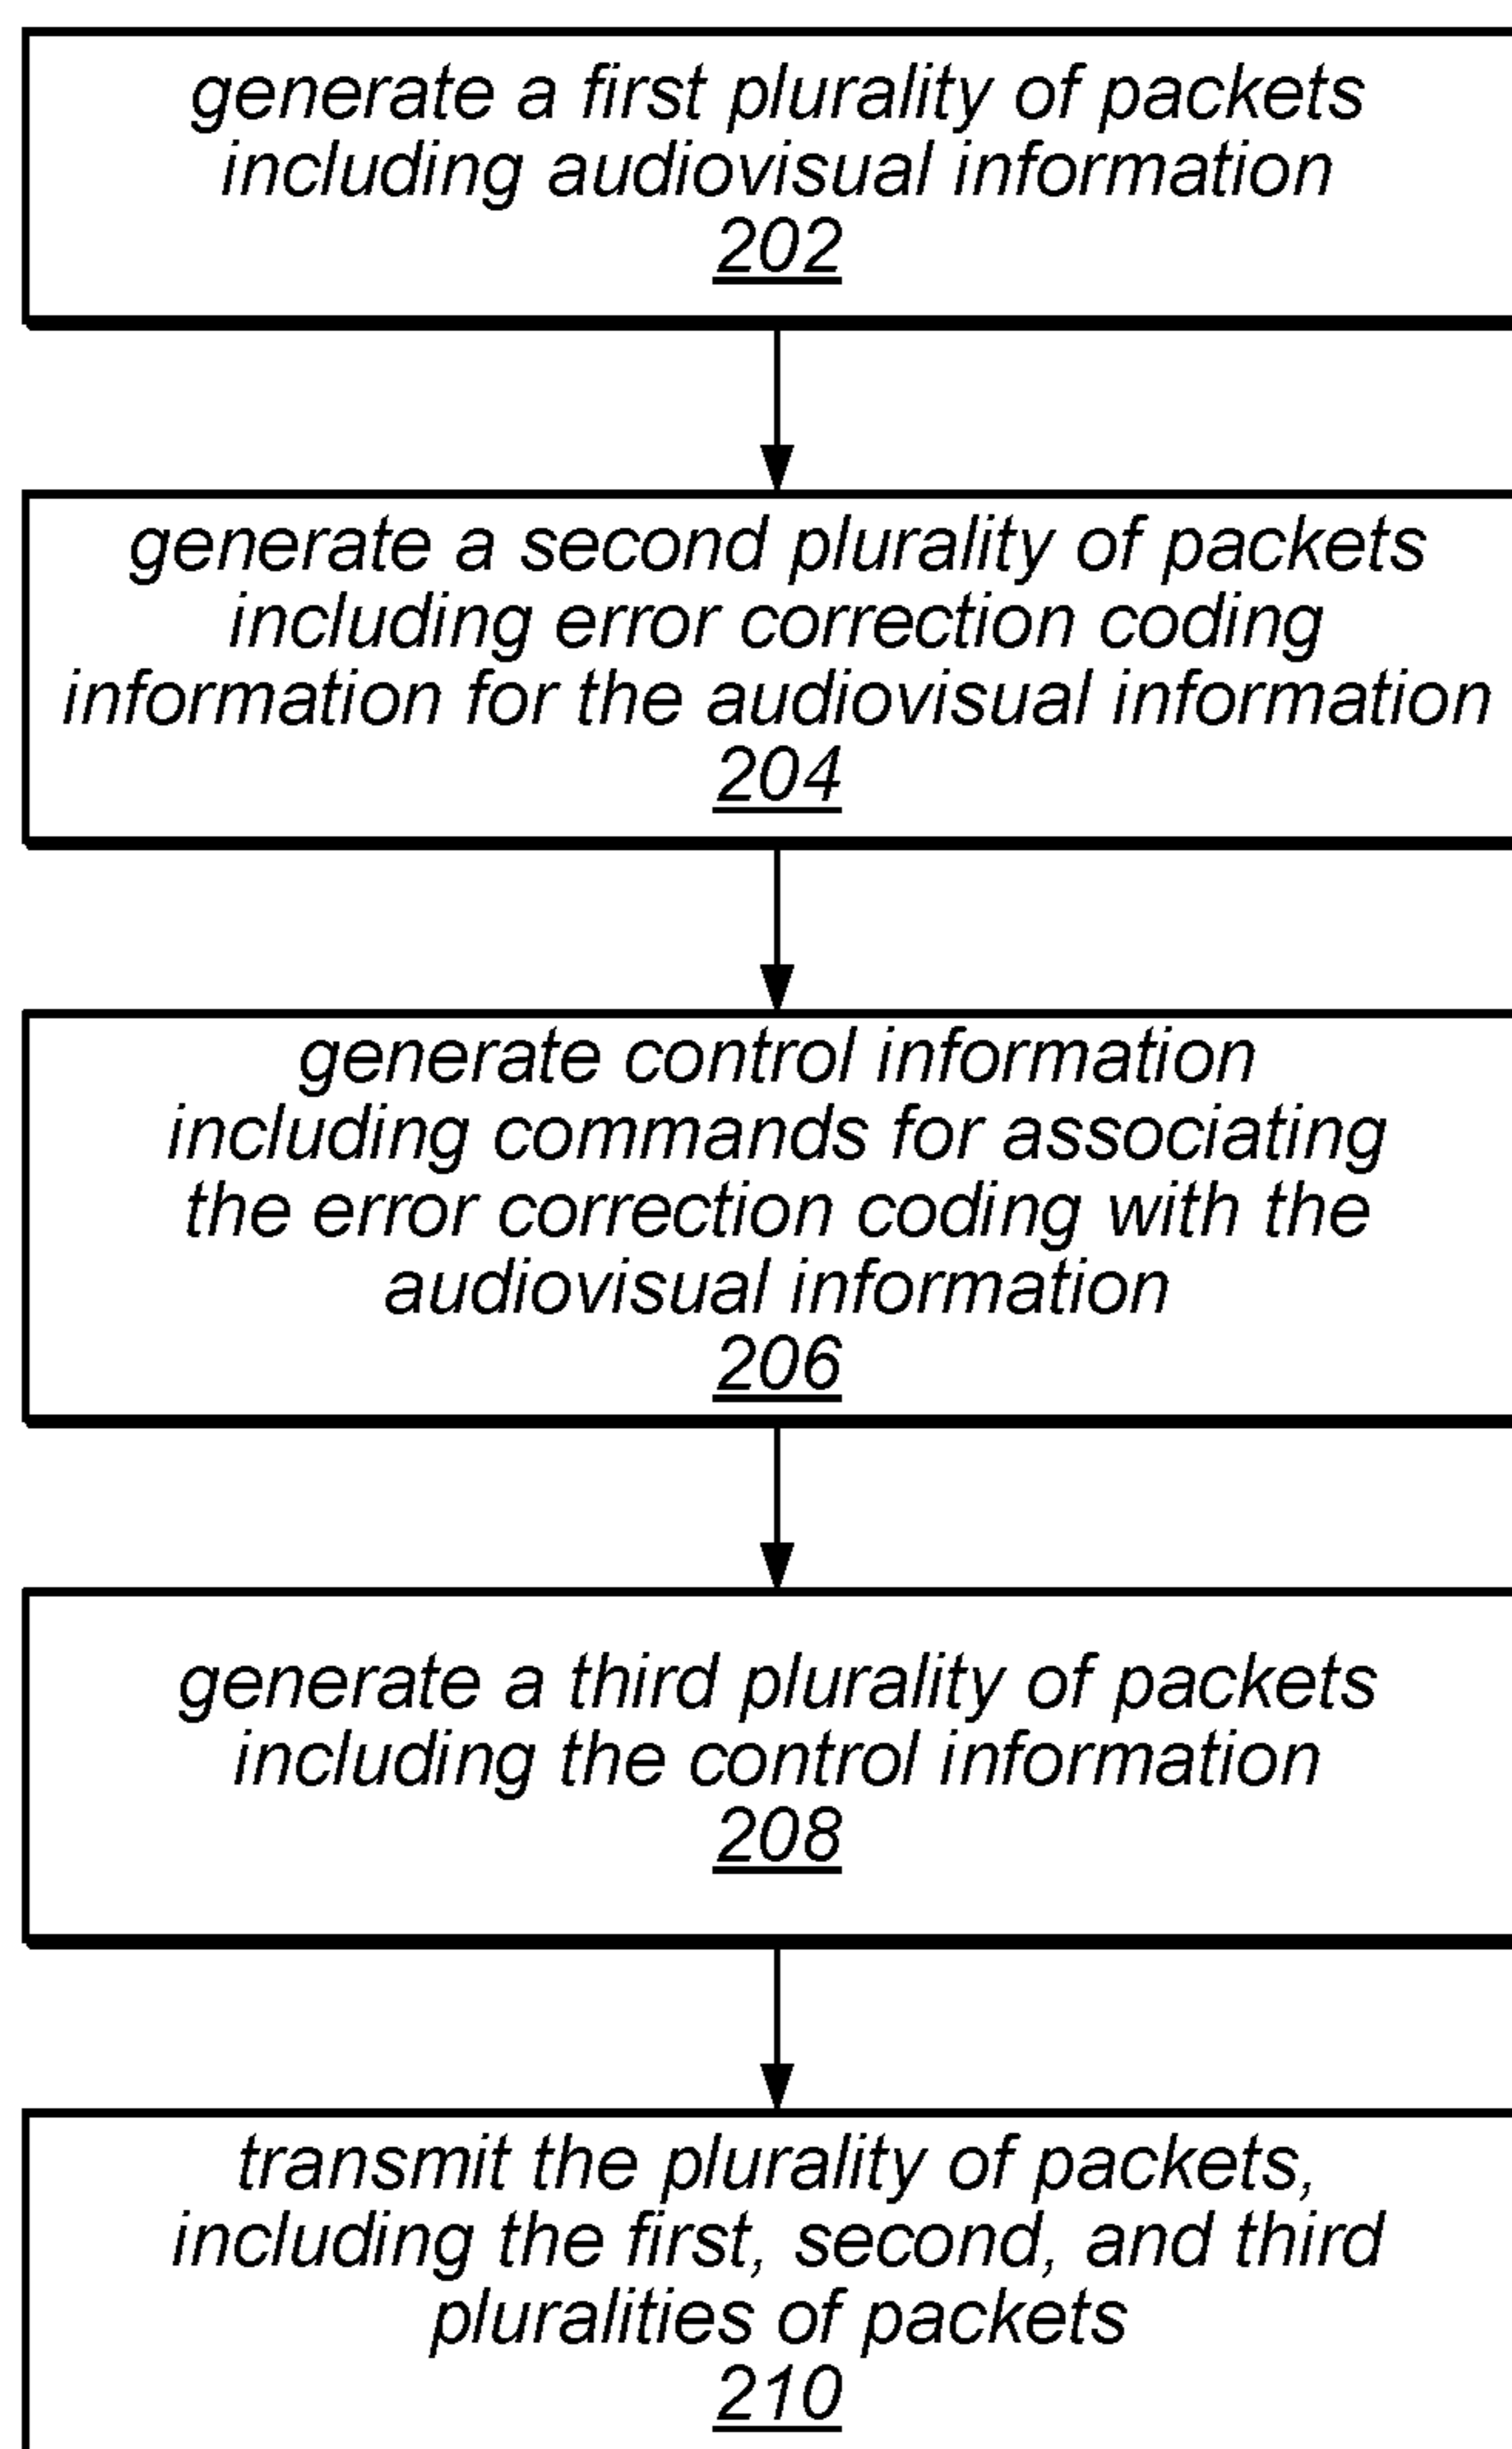 generate a first plurality of packets
including audiovisual information
202
generate a second plurality of packets
including error correction coding
information for the audiovisual information
204
generate control information
including commands for associating
the error correction coding with the
audiovisual information
206
generate a third plurality of packets
including the control information
208
transmit the plurality of packets,
including the first, second, and third
pluralities of packets
210